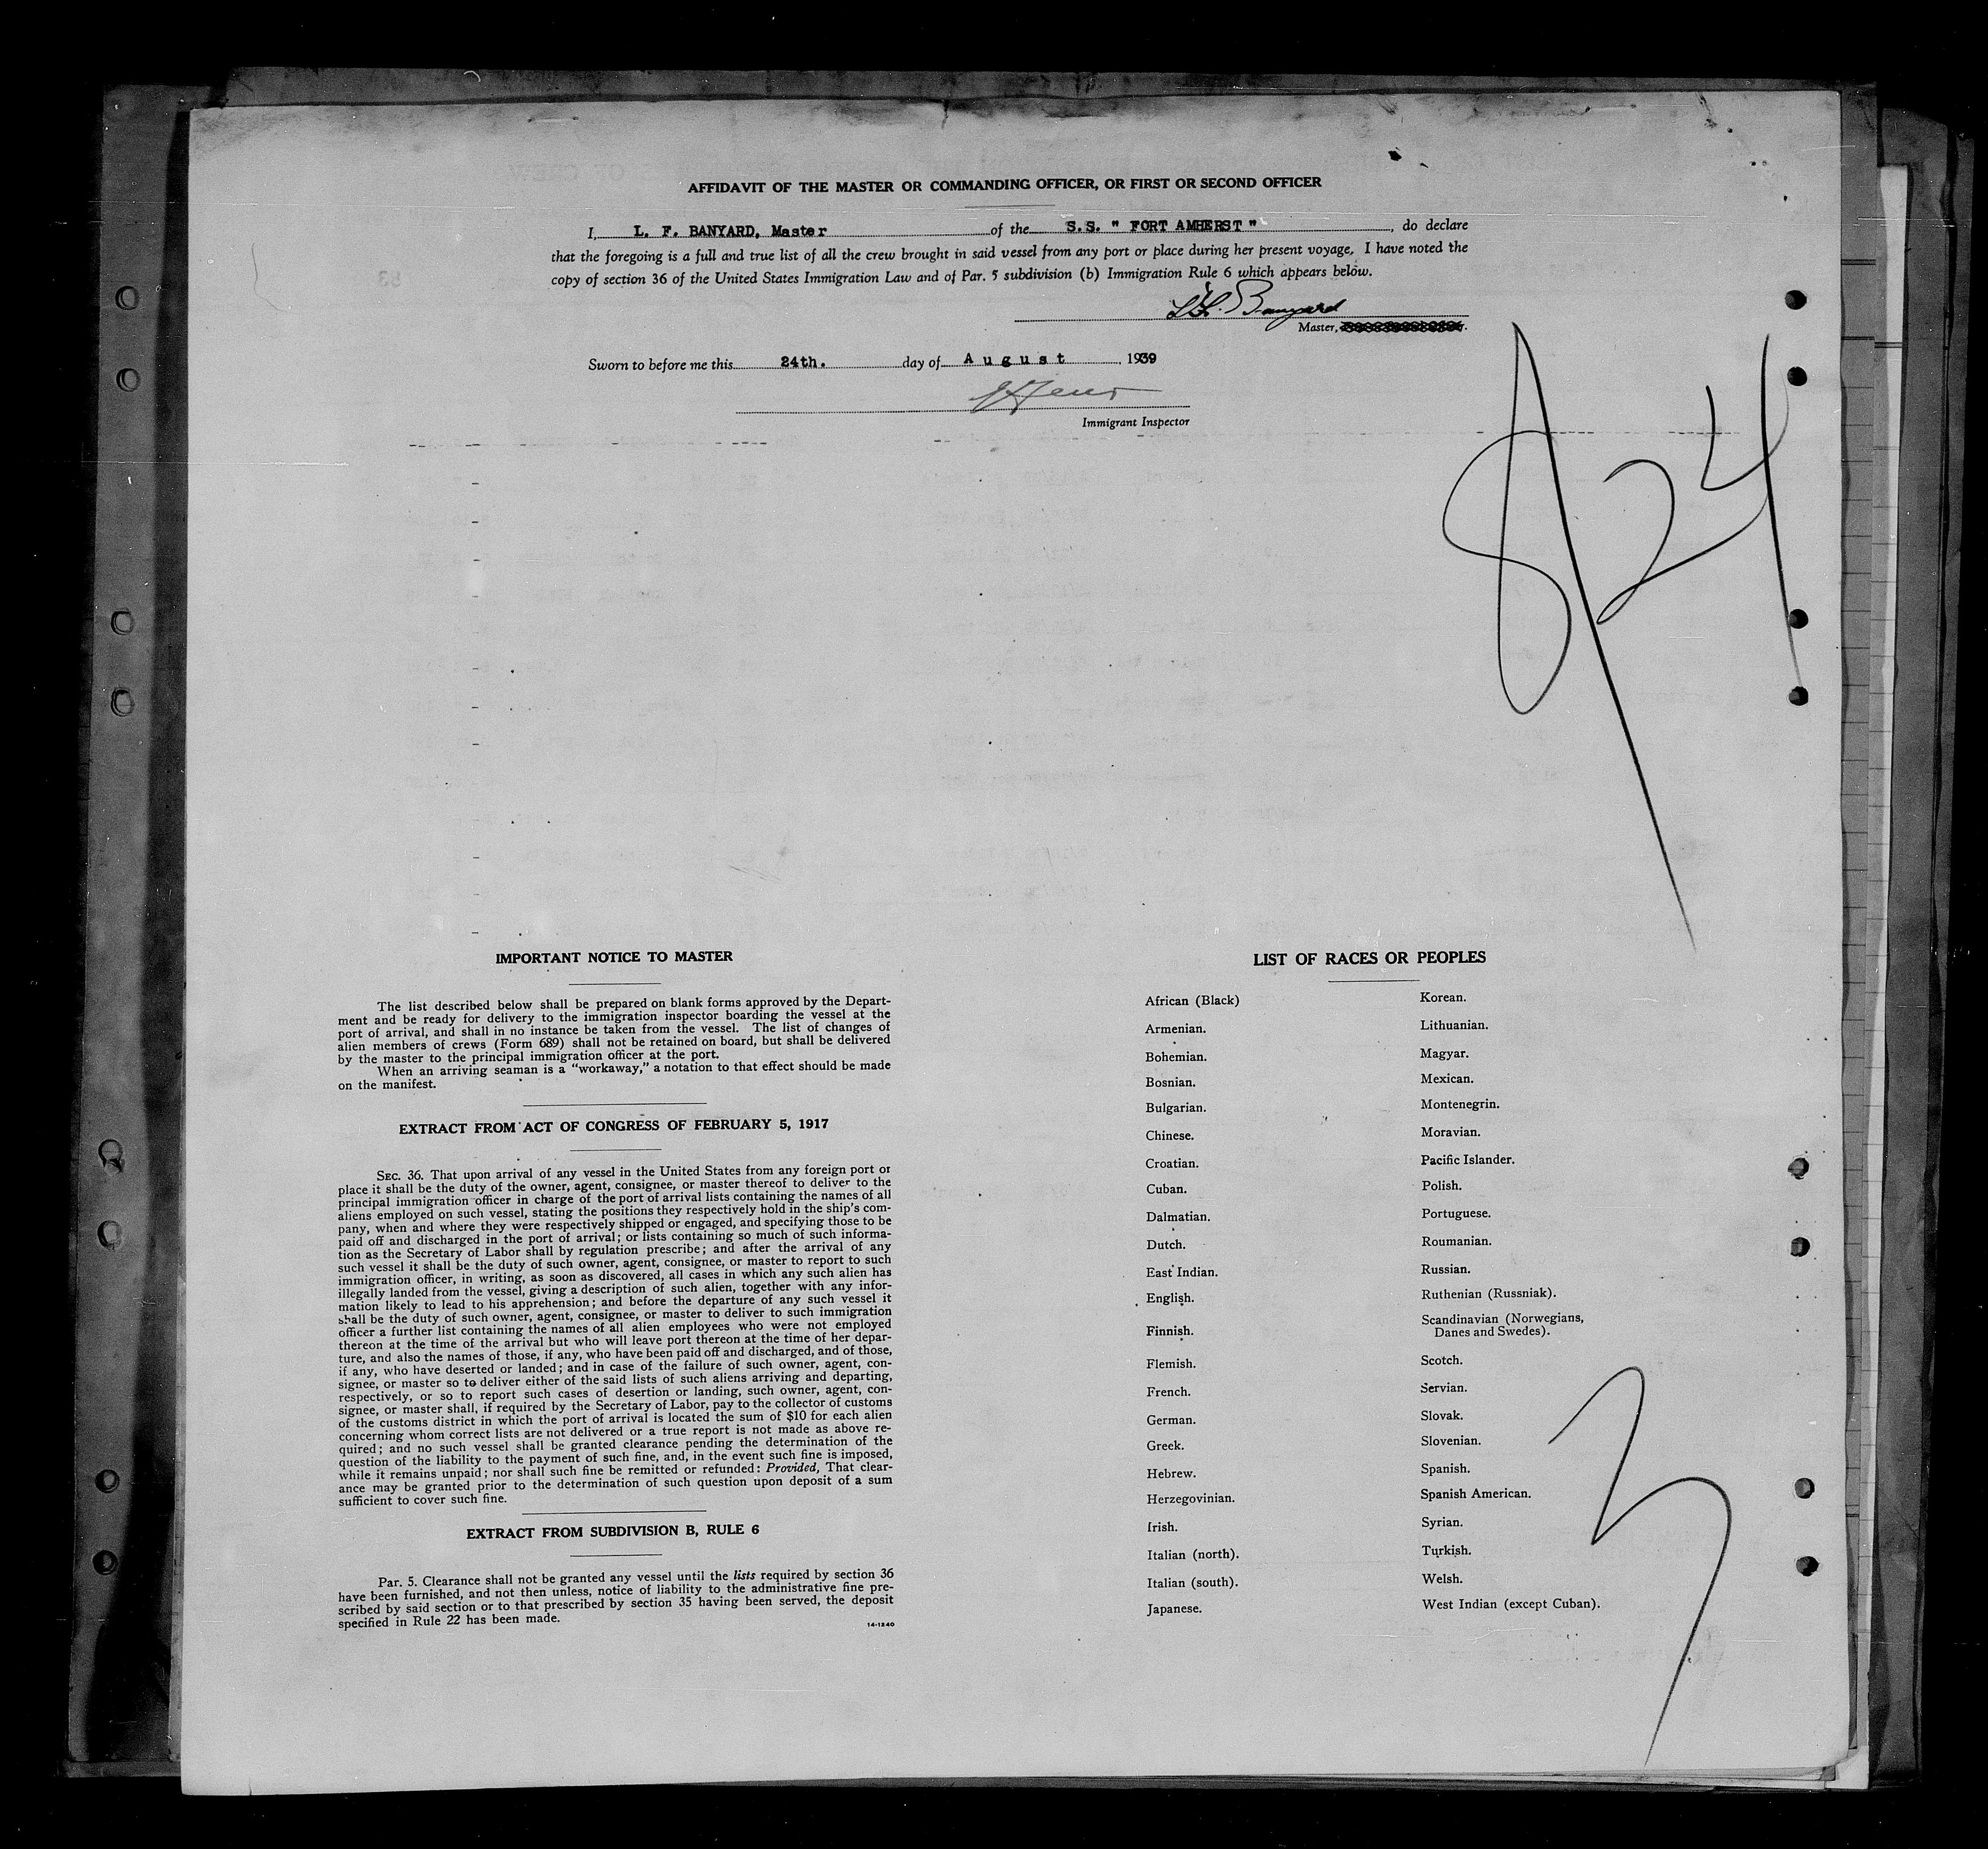 AFFIDAVIT OF THE MASTER OR COMMANDING OFFICER, OR FIRST OR SECOND OFFICER
I, L. F. BANYARD, Master of the S.S. " FORT AMHERST ", do declare
that the foregoing is a full and true list of all the crew brought in said vessel from any port or place during her present voyage. I have noted the
copy of section 36 of the United States Immigration Law and of Par. 5 subdivision (b) Immigration Rule 6 which appears below.
L.F. Banyard
Master,
Sworn to before me this 24th. day of August, 1939
Immigrant Inspector
8/24
IMPORTANT NOTICE TO MASTER
The list described below shall be prepared on blank forms approved by the Depart-
ment and be ready for delivery to the immigration inspector boarding the vessel at the
port of arrival, and shall in no instance be taken from the vessel. The list of changes of
alien members of crews (Form 689) shall not be retained on board, but shall be delivered
by the master to the principal immigration officer at the port.
When an arriving seaman is a "workaway," a notation to that effect should be made
on the manifest.
EXTRACT FROM ACT OF CONGRESS OF FEBRUARY 5, 1917
SEC. 36. That upon arrival of any vessel in the United States from any foreign port or
place it shall be the duty of the owner, agent, consignee, or master thereof to deliver to the
principal immigration officer in charge of the port of arrival lists containing the names of all
aliens employed on such vessel, stating the positions they respectively hold in the ship's com-
pany, when and where they were respectively shipped or engaged, and specifying those to be
paid off and discharged in the port of arrival; or lists containing so much of such informa-
tion as the Secretary of Labor shall by regulation prescribe; and after the arrival of any
such vessel it shall be the duty of such owner, agent, consignee, or master to report to such
immigration officer, in writing, as soon as discovered, all cases in which any such alien has
illegally landed from the vessel, giving a description of such alien, together with any infor-
mation likely to lead to his apprehension; and before the departure of any such vessel it
shall be the duty of such owner, agent, consignee, or master to deliver to such immigration
officer a further list containing the names of all alien employees who were not employed
thereon at the time of the arrival but who will leave port thereon at the time of her depar-
ture, and also the names of those, if any, who have been paid off and discharged, and of those,
if any, who have deserted or landed; and in case of the failure of such owner, agent, con-
signee, or master so to deliver either of the said lists of such aliens arriving and departing,
respectively, or so to report such cases of desertion or landing, such owner, agent, con-
signee, or master shall, if required by the Secretary of Labor, pay to the collector of customs
of the customs district in which the port of arrival is located the sum of $10 for each alien
concerning whom correct lists are not delivered or a true report is not made as above re-
quired; and no such vessel shall be granted clearance pending the determination of the
question of the liability to the payment of such fine, and, in the event such fine is imposed,
while it remains unpaid; nor shall such fine be remitted or refunded: Provided, That clear-
ance may be granted prior to the determination of such question upon deposit of a sum
sufficient to cover such fine.
EXTRACT FROM SUBDIVISION B, RULE 6
Par. 5. Clearance shall not be granted any vessel until the lists required by section 36
have been furnished, and not then unless, notice of liability to the administrative fine pre-
scribed by said section or to that prescribed by section 35 having been served, the deposit
specified in Rule 22 has been made.
14-1240
LIST OF RACES OR PEOPLES
African (Black)
Armenian.
Bohemian.
Bosnian.
Bulgarian.
Chinese.
Croatian.
Cuban.
Dalmatian.
Dutch.
East Indian.
English.
Finnish.
Flemish.
French.
German.
Greek.
Hebrew.
Herzegovinian.
Irish.
Italian (north).
Italian (south).
Japanese.
Korean.
Lithuanian.
Magyar.
Mexican.
Montenegrin.
Moravian.
Pacific Islander.
Polish.
Portuguese.
Roumanian.
Russian.
Ruthenian (Russniak).
Scandinavian (Norwegians,
Danes and Swedes).
Scotch.
Servian.
Slovak.
Slovenian.
Spanish.
Spanish American.
Syrian.
Turkish.
Welsh.
West Indian (except Cuban).
3